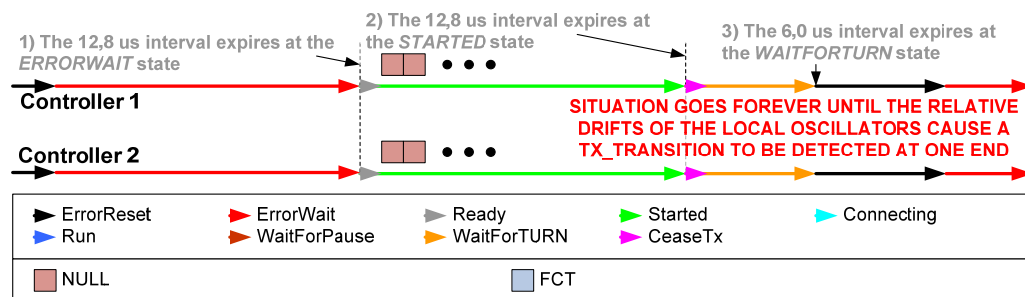 1) The 12,8 us interval expires at the
ERRORWAIT state
2) The 12,8 us interval expires at
the STARTED state
3) The 6,0 us interval expires at
the WAITFORTURN state
Controller 1
SITUATION GOES FOREVER UNTIL THE RELATIVE
DRIFTS OF THE LOCAL OSCILLATORS CAUSE A
TX_TRANSITION TO BE DETECTED AT ONE END
Controller 2
ErrorReset
ErrorWait
Ready
Started
Connecting
Run
WaitForPause
WaitForTURN
CeaseTx
NULL
FCT